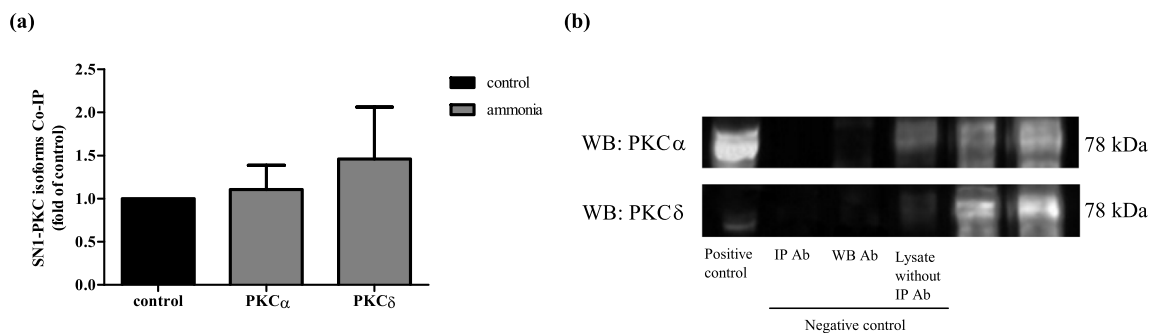 (a)
SN1-PKC isoforms Co-IP
(fold of control)
2.5
2.0
1.5
1.0
0.5
0.0
control
PKCα
PKCδ
control
ammonia
(b)
WB: PKCα
78 kDa
WB: PKCδ
78 kDa
Positive
control
IP Ab
WB Ab
Lysate
without
IP Ab
Negative control